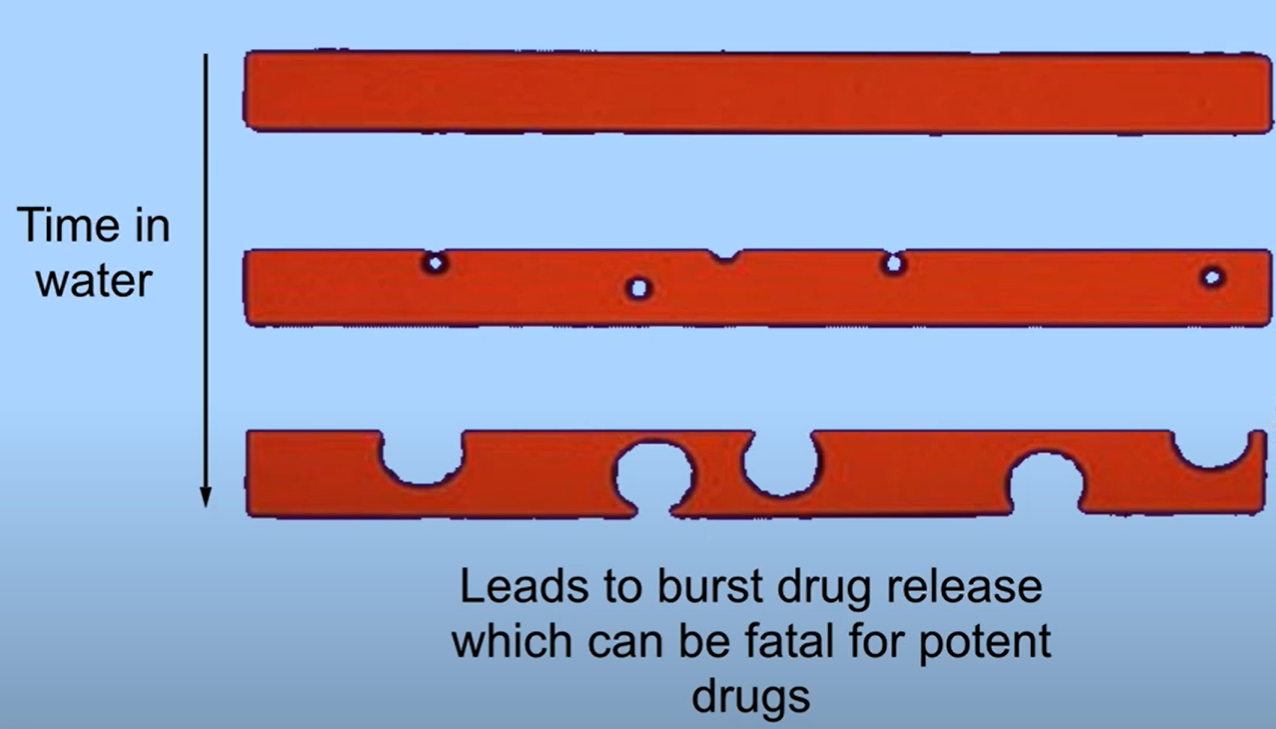 Time in
water
Leads to burst drug release
which can be fatal for potent
drugs